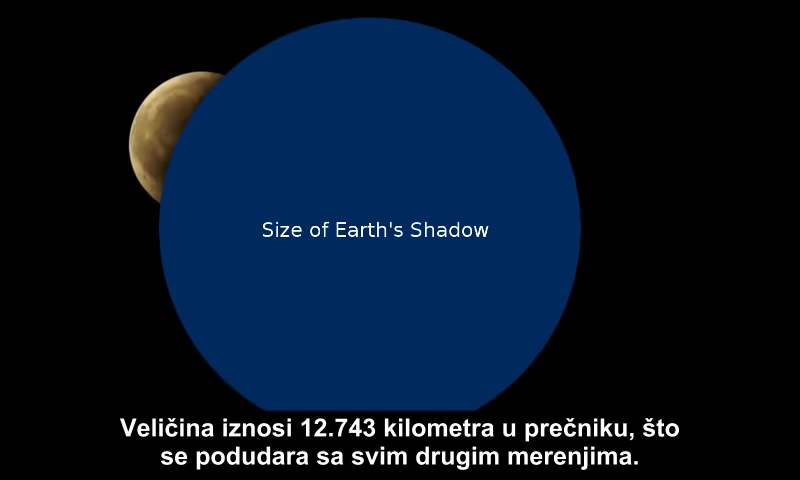 Size of Earth's Shadow
Veličina iznosi 12.743 kilometra u prečniku, što
se podudara sa svim drugim merenjima.